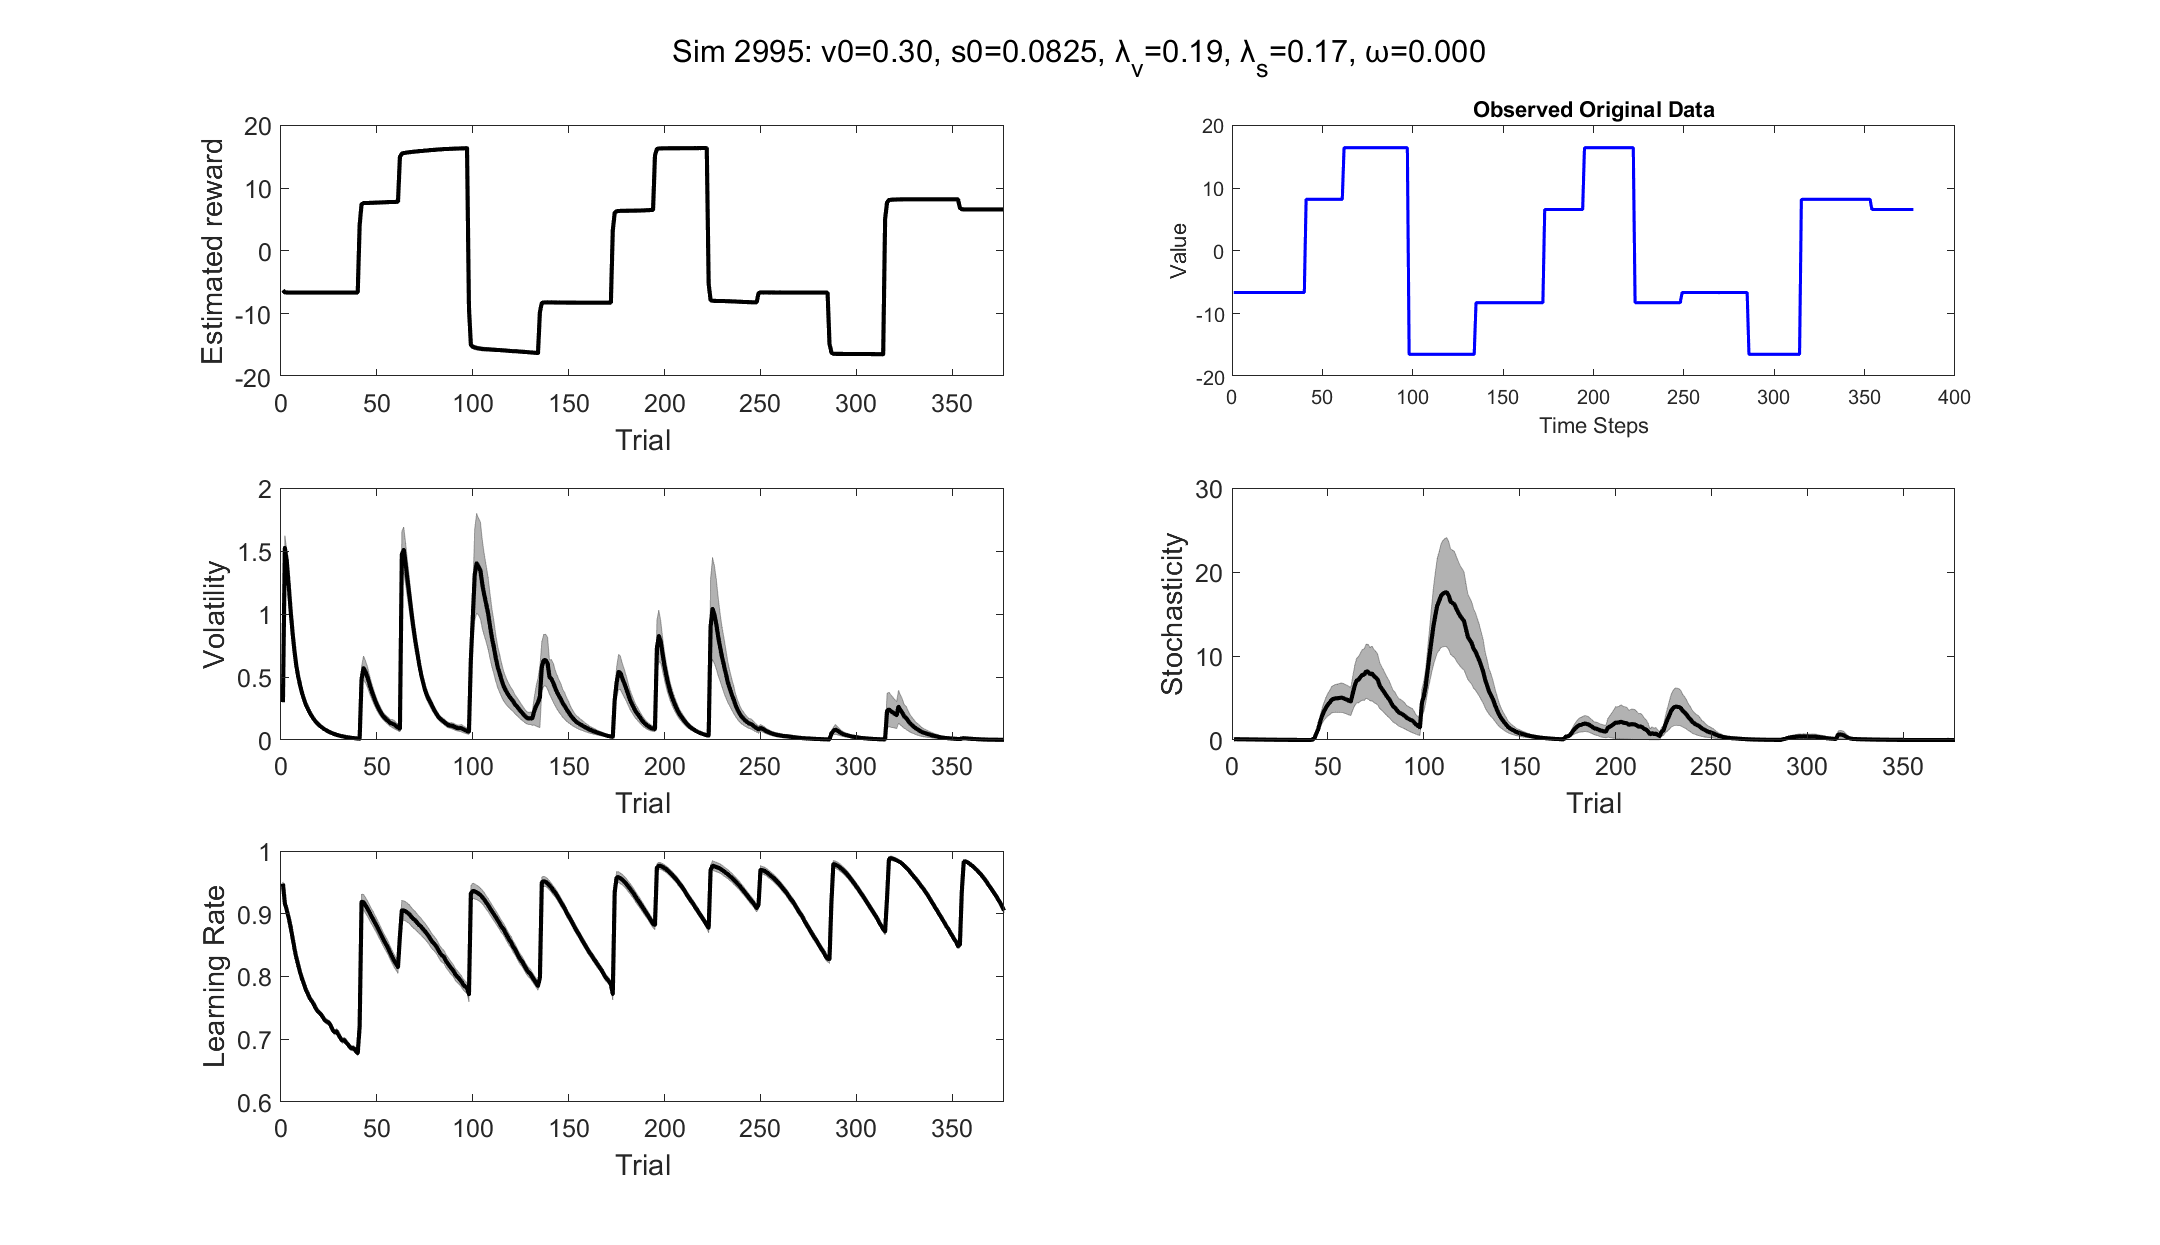 Sim 2995: v0=0.30, s0=0.0825, λ_v=0.19, λ_s=0.17, ω=0.000
20
10
0
-10
-20
Estimated reward
0 50 100 150 200 250 300 350
Trial
Observed Original Data
20
10
0
-10
-20
Value
0 50 100 150 200 250 300 350 400
Time Steps
2
1.5
1
0.5
0
Volatility
0 50 100 150 200 250 300 350
Trial
30
20
10
0
Stochasticity
0 50 100 150 200 250 300 350
Trial
1
0.9
0.8
0.7
0.6
Learning Rate
0 50 100 150 200 250 300 350
Trial